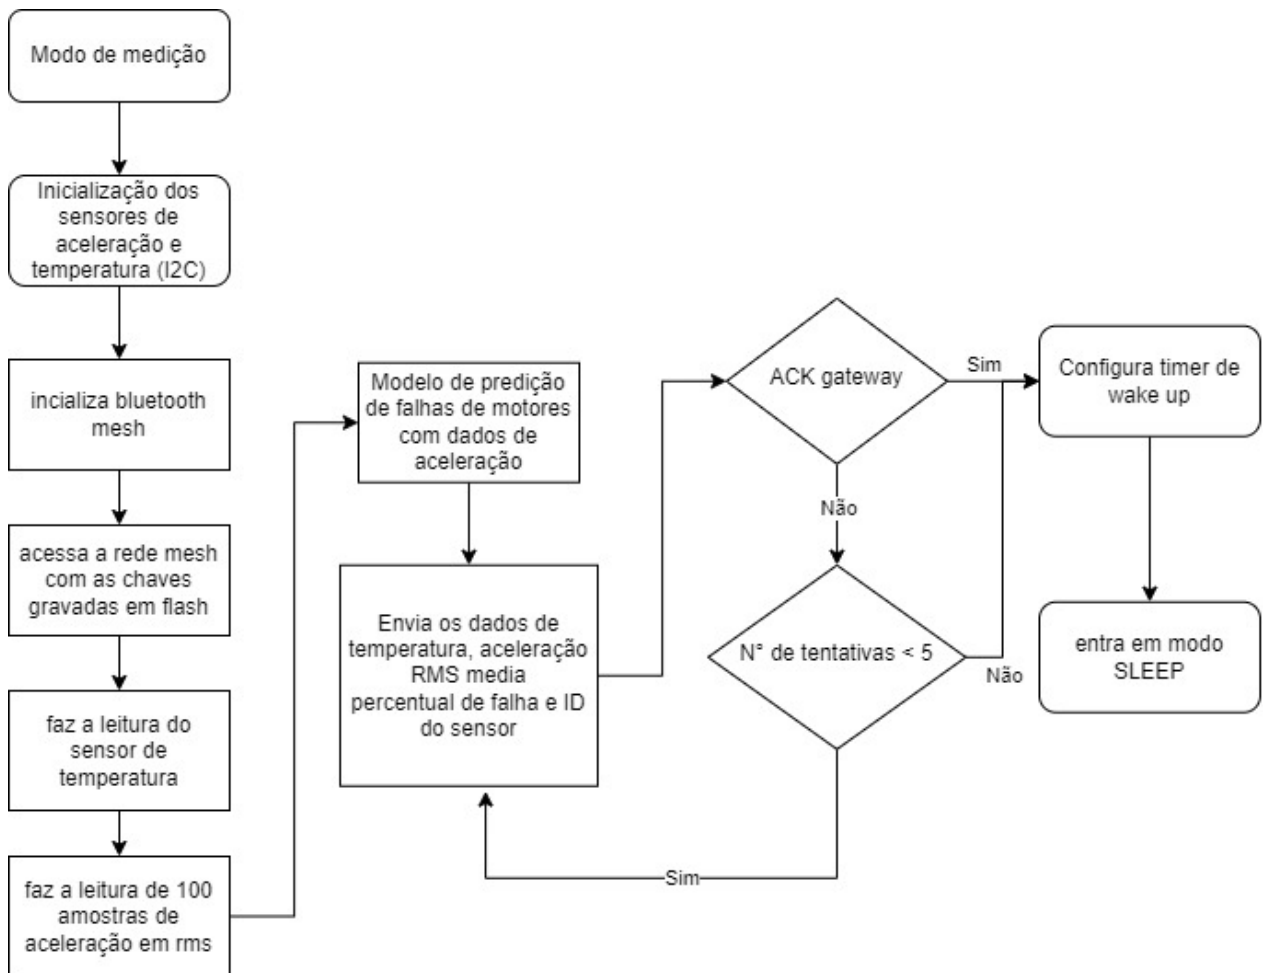 Modo de medição
Inicialização dos
sensores de
aceleração e
temperatura (I2C)
incializa bluetooth
mesh
acessa a rede mesh
com as chaves
gravadas em flash
faz a leitura do
sensor de
temperatura
faz a leitura de 100
amostras de
aceleração em rms
Modelo de predição
de falhas de motores
com dados de
aceleração
Envia os dados de
temperatura, aceleração
RMS media
percentual de falha e ID
do sensor
ACK gateway
Sim
Não
N° de tentativas < 5
Não
Sim
Configura timer de
wake up
entra em modo
SLEEP